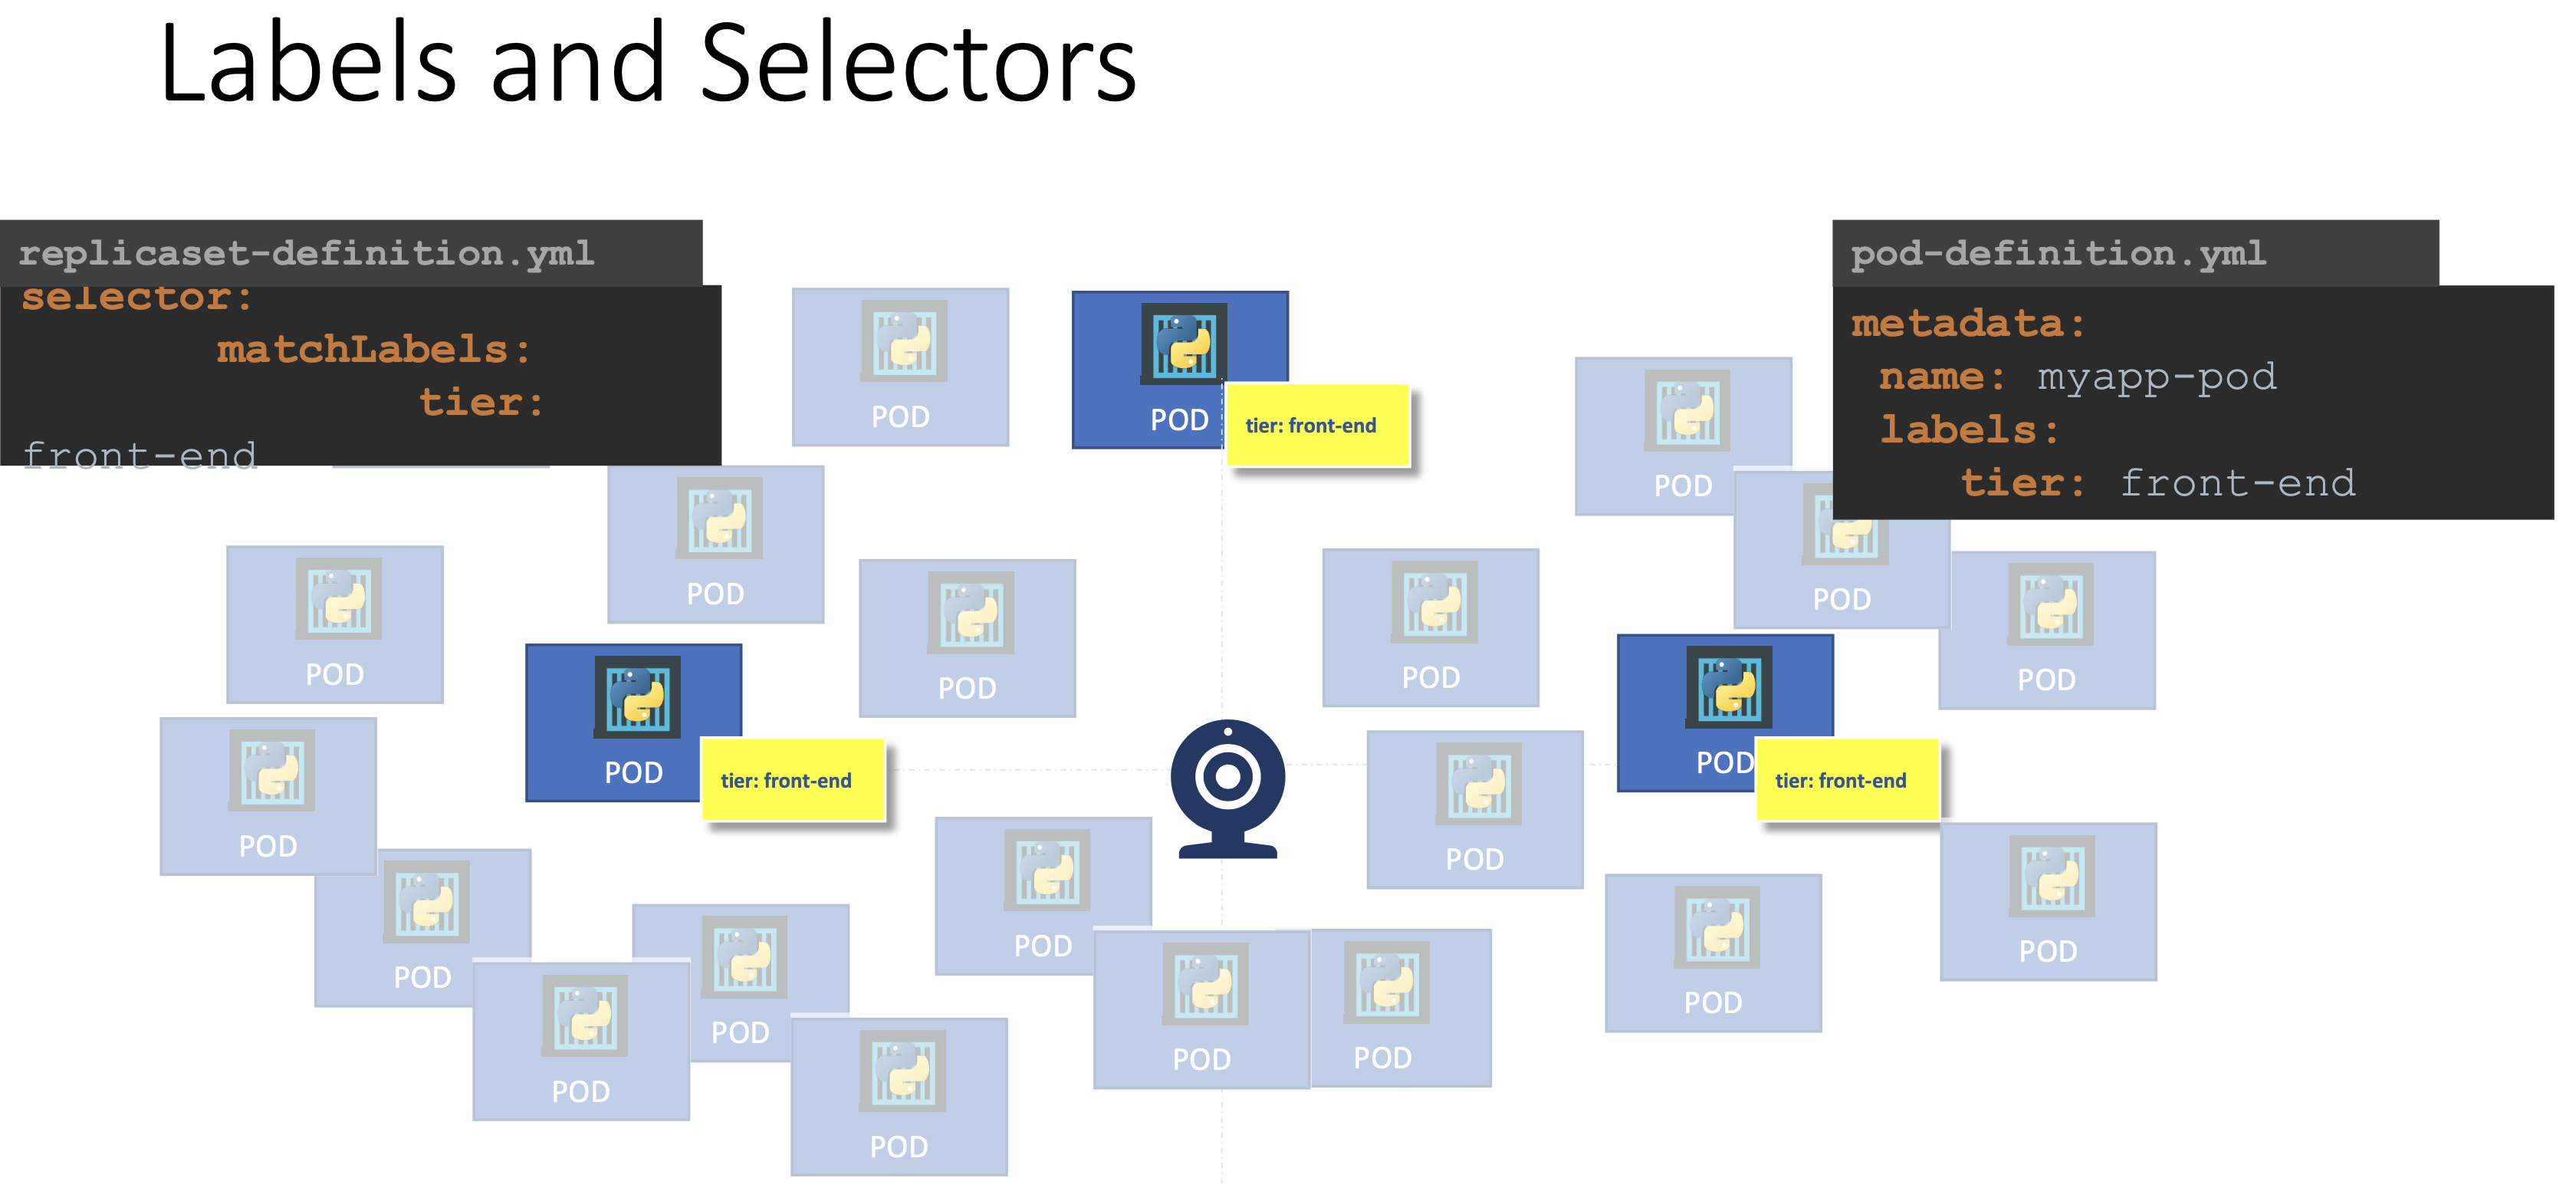 Labels and Selectors
replicaset-definition.yml
selector:
matchLabels:
tier:
front-end
pod-definition.yml
metadata:
name: myapp-pod
labels:
tier: front-end
POD
POD
tier: front-end
POD
POD
POD
POD
POD
POD
POD
POD
tier: front-end
POD
tier: front-end
POD
POD
POD
POD
POD
POD
POD
POD
POD
POD
POD
POD